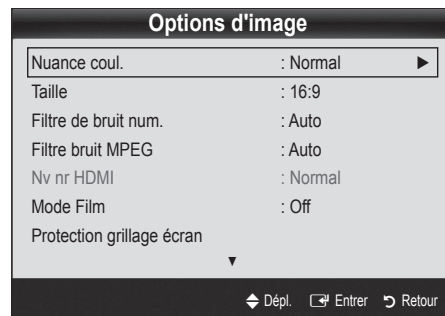 Options d'image
Nuance coul. : Normal ►
Taille : 16:9
Filtre de bruit num. : Auto
Filtre bruit MPEG : Auto
Nv nr HDMI : Normal
Mode Film : Off
Protection grillage écran
▼
Dépl. Entrer Retour